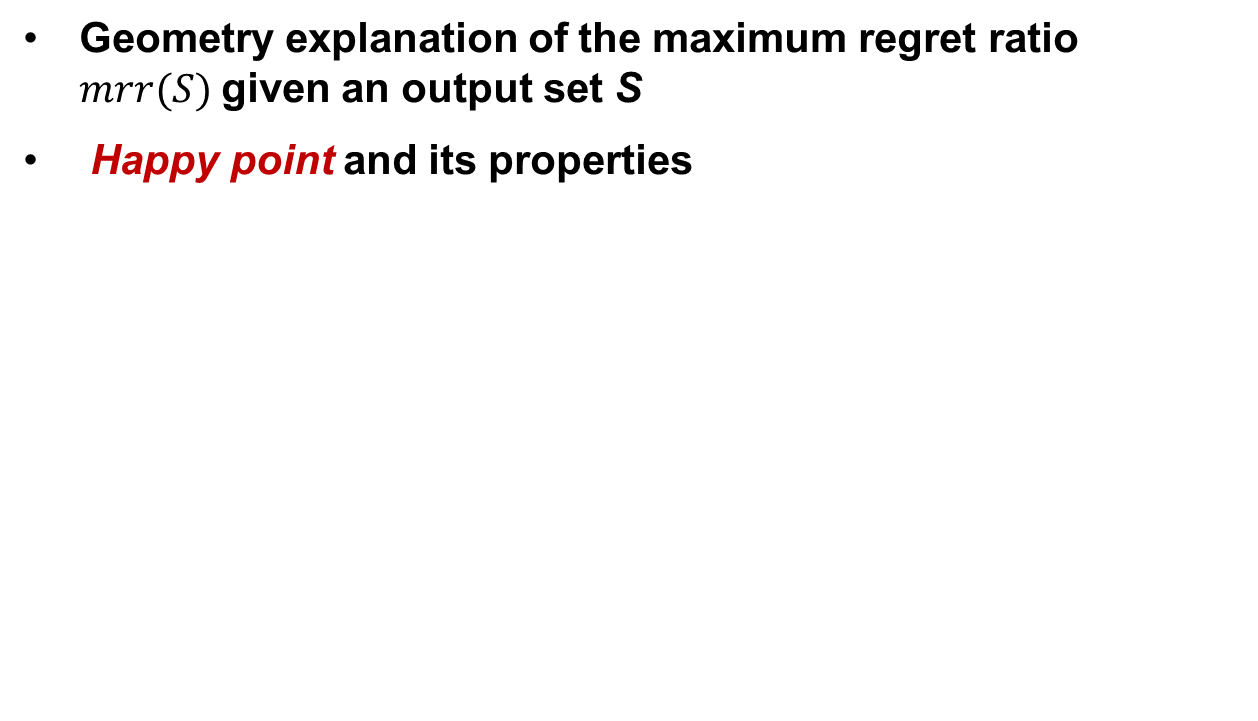 • Geometry explanation of the maximum regret ratio
𝑚𝑟𝑟(𝑆) given an output set S
• Happy point and its properties